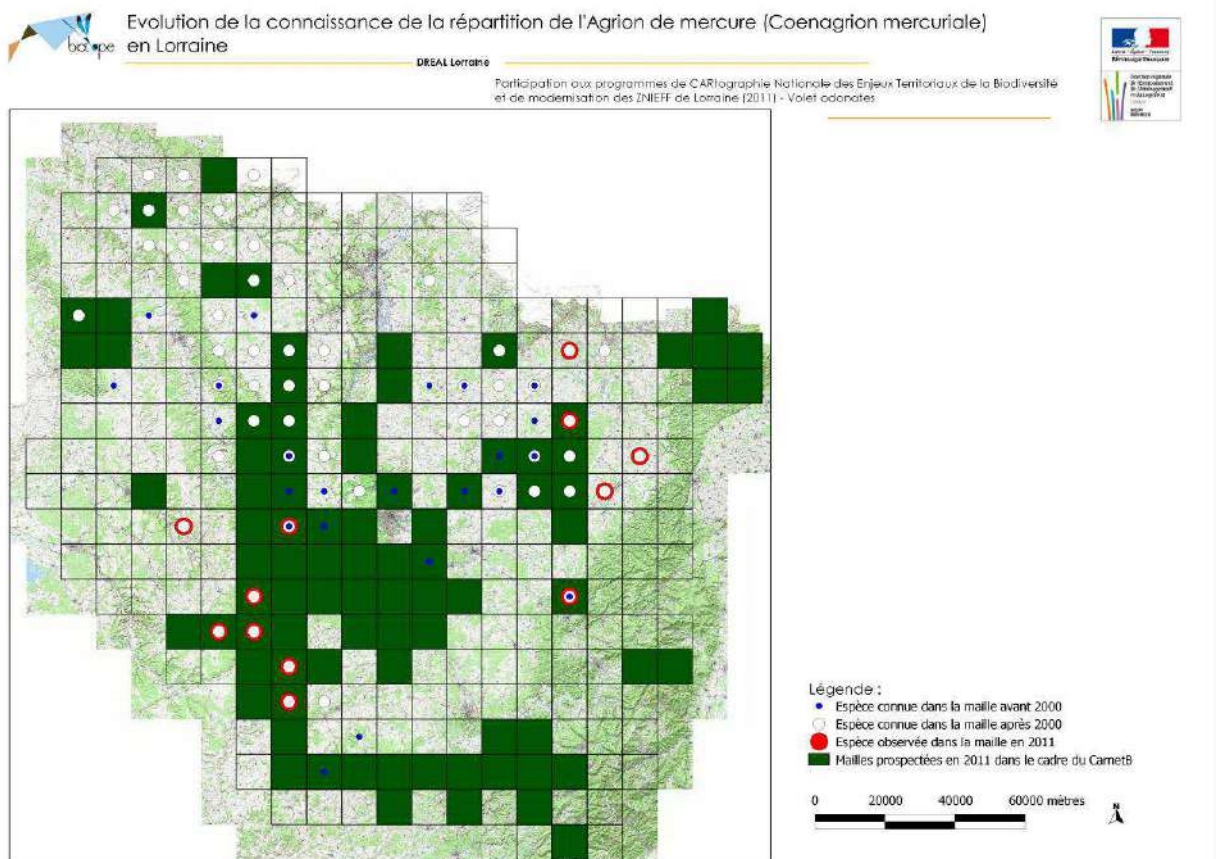 Evolution de la connaissance de la répartition de l'Agrion de mercure (Coenagrion mercuriale)
en Lorraine
DREAL Lorraine
Participation aux programmes de CARtographie Nationale des Enjeux Territoriaux de la Biodiversité
et de modernisation des ZNIEFF de Lorraine (2011) - Volet odonates
Légende :
Espèce connue dans la maille avant 2000
Espèce connue dans la maille après 2000
Espèce observée dans la maille en 2011
Mailles prospectées en 2011 dans le cadre du CarnetB
0 20000 40000 60000 mètres
N